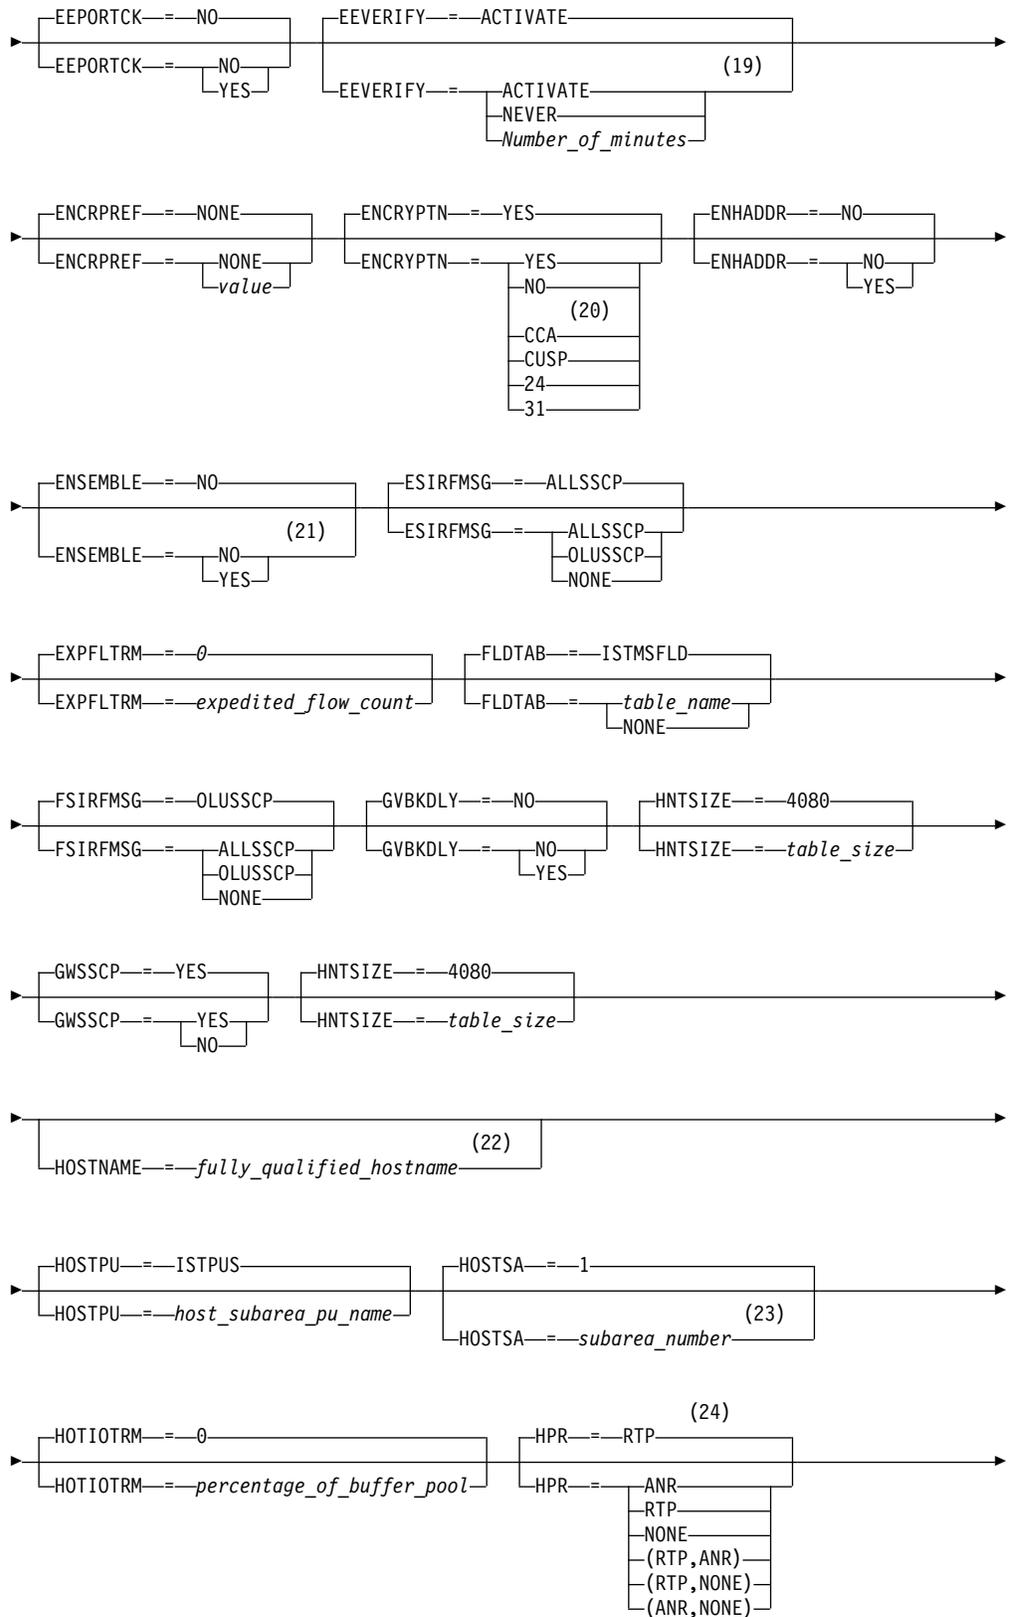 EEPORTCK = NO EEVERIFY = ACTIVATE
EEPORTCK = NO (19)
YES EEVERIFY = ACTIVATE
NEVER
Number_of_minutes
ENCRPREF = NONE ENCRYPTN = YES ENHADDR = NO
ENCRPREF = NONE ENCRYPTN = YES ENHADDR = NO
value NO YES
(20)
CCA
CUSP
24
31
ENSEMBLE = NO ESIRFMSG = ALLSSCP
(21) ESIRFMSG = ALLSSCP
ENSEMBLE = NO OLUSSCP
YES NONE
EXPFLTRM = 0 FLDTAB = ISTMSFLD
EXPFLTRM = expedited_flow_count FLDTAB = table_name
NONE
FSIRFMSG = OLUSSCP GVBKDLY = NO HNTSIZE = 4080
FSIRFMSG = ALLSSCP GVBKDLY = NO HNTSIZE = table_size
OLUSSCP YES
NONE
GWSSCP = YES HNTSIZE = 4080
GWSSCP = YES HNTSIZE = table_size
NO
(22)
HOSTNAME = fully_qualified_hostname
HOSTPU = ISTPUS HOSTSA = 1
HOSTPU = host_subarea_pu_name (23)
HOSTSA = subarea_number
(24)
HOTIOTRM = 0 HPR = RTP
HOTIOTRM = percentage_of_buffer_pool HPR = ANR
RTP
NONE
(RTP,ANR)
(RTP,NONE)
(ANR,NONE)